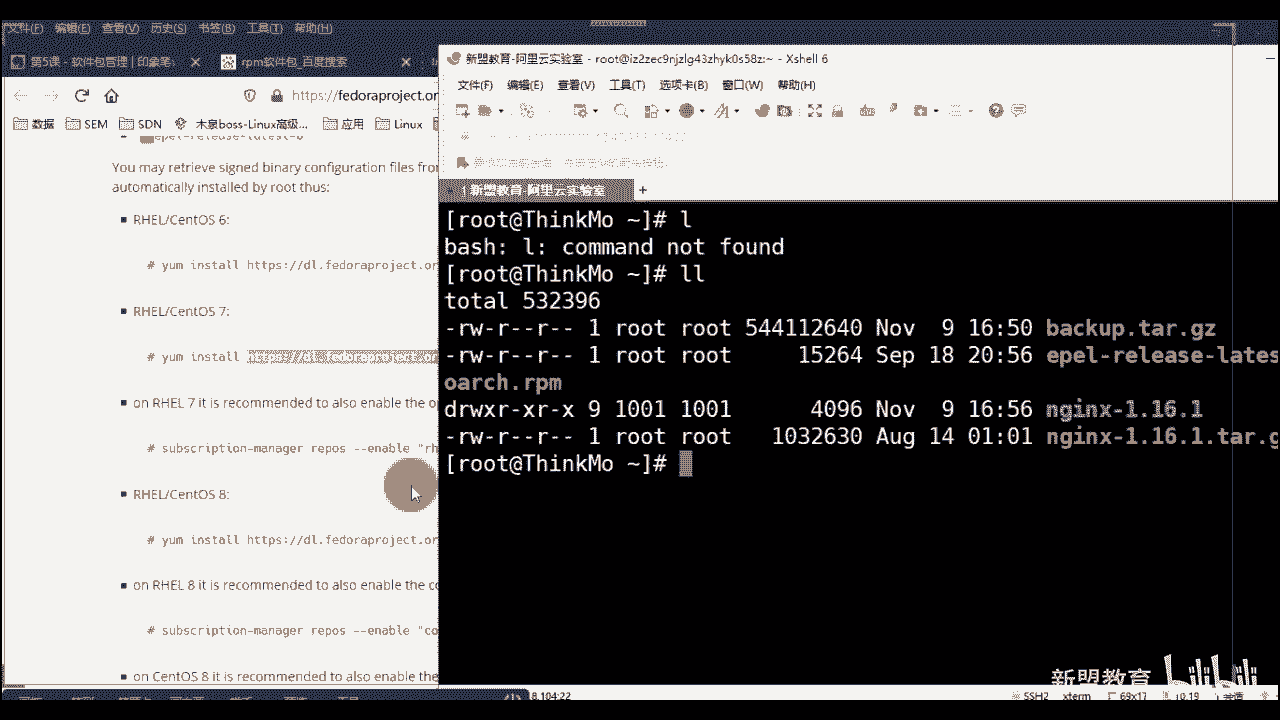 文件(F) 编辑(E) 查看(V) 历史(S) 书签(B) 工具(T) 帮助(H)
第5课 - 软件包管理 | 印象笔
rpm软件包_百度搜索
https://fedoraproject.or
数据 SEM SDN 木泉boss-Linux高级... 应用 Linux
epel-release-latest-8
You may retrieve signed binary configuration files from
automatically installed by root thus:
RHEL/CentOS 6:
# yum install https://dl.fedoraproject.or
RHEL/CentOS 7:
# yum install https://dl.fedoraproject.or
on RHEL 7 it is recommended to also enable the o
# subscription-manager repos --enable "rh
RHEL/CentOS 8:
# yum install https://dl.fedoraproject.or
on RHEL 8 it is recommended to also enable the co
# subscription-manager repos --enable "co
on CentOS 8 it is recommended to also enable the
新盟教育-阿里云实验室 - root@iz2zec9njzlg43zhyk0s58z:~ - Xshell 6
文件(F) 编辑(E) 查看(V) 工具(T) 选项卡(B) 窗口(W) 帮助(H)
1 新盟教育-阿里云实验室 +
[root@ThinkMo ~]# l
bash: l: command not found
[root@ThinkMo ~]# ll
total 532396
-rw-r--r-- 1 root root 544112640 Nov 9 16:50 backup.tar.gz
-rw-r--r-- 1 root root 15264 Sep 18 20:56 epel-release-lates
oarch.rpm
drwxr-xr-x 9 1001 1001 4096 Nov 9 16:56 nginx-1.16.1
-rw-r--r-- 1 root root 1032630 Aug 14 01:01 nginx-1.16.1.tar.g
[root@ThinkMo ~]#
新盟教育 bilibili
8.104:22 SSH2 xterm 69x17